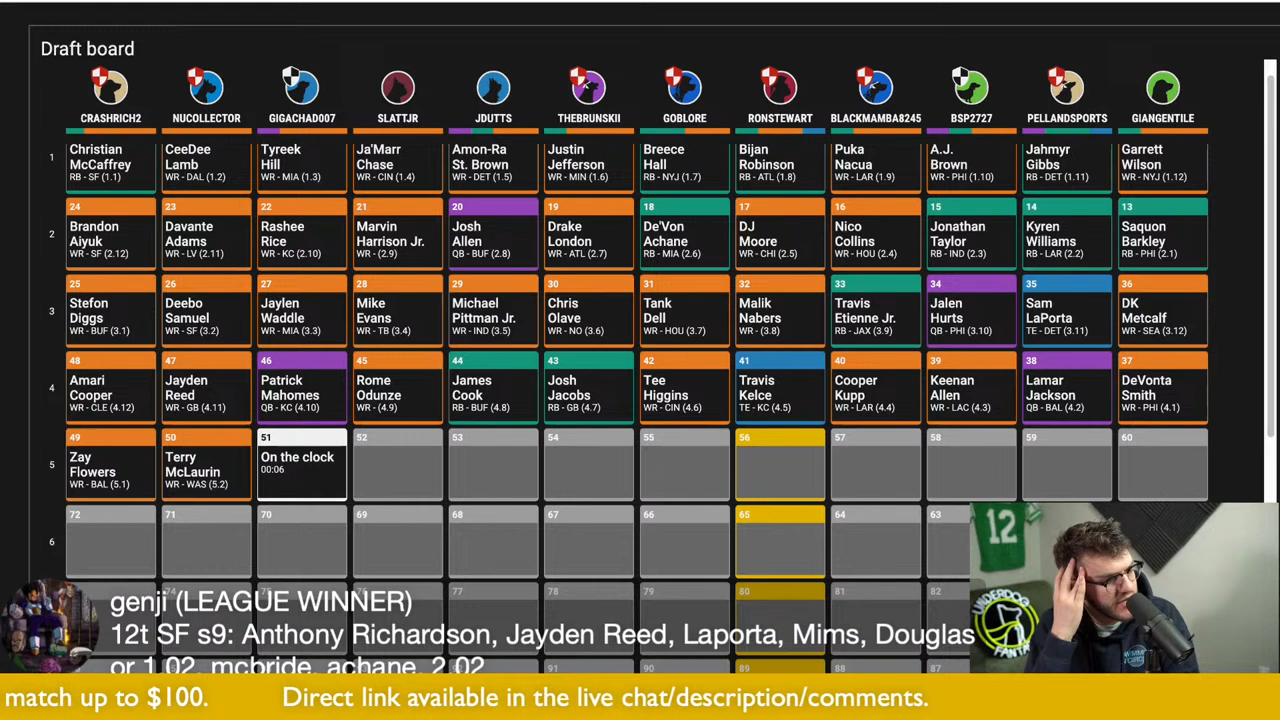 Draft board
CRASHRICH2 NUCOLLECTOR GIGACHAD007 SLATTJR JDUTTS THEBRUNSKII GOBLORE RONSTEWART BLACKMAMBA8245 BSP2727 PELLANDSPORTS GIANGENTILE
Christian CeeDee Tyreek Ja'Marr Amon-Ra Justin Breece Bijan Puka A.J. Jahmyr Garrett
1 McCaffrey Lamb Hill Chase St. Brown Jefferson Hall Robinson Nacua Brown Gibbs Wilson
RB - SF (1.1) WR - DAL (1.2) WR - MIA (1.3) WR - CIN (1.4) WR - DET (1.5) WR - MIN (1.6) RB - NYJ (1.7) RB - ATL (1.8) WR - LAR (1.9) WR - PHI (1.10) RB - DET (1.11) WR - NYJ (1.12)
24 23 22 21 20 19 18 17 16 15 14 13
Brandon Davante Rashee Marvin Josh Drake De'Von DJ Nico Jonathan Kyren Saquon
2 Aiyuk Adams Rice Harrison Jr. Allen London Achane Moore Collins Taylor Williams Barkley
WR - SF (2.12) WR - LV (2.11) WR - KC (2.10) WR - (2.9) QB - BUF (2.8) WR - ATL (2.7) RB - MIA (2.6) WR - CHI (2.5) WR - HOU (2.4) RB - IND (2.3) RB - LAR (2.2) RB - PHI (2.1)
25 26 27 28 29 30 31 32 33 34 35 36
Stefon Deebo Jaylen Mike Michael Chris Tank Malik Travis Jalen Sam DK
3 Diggs Samuel Waddle Evans Pittman Jr. Olave Dell Nabers Etienne Jr. Hurts LaPorta Metcalf
WR - BUF (3.1) WR - SF (3.2) WR - MIA (3.3) WR - TB (3.4) WR - IND (3.5) WR - NO (3.6) WR - HOU (3.7) WR - (3.8) RB - JAX (3.9) QB - PHI (3.10) TE - DET (3.11) WR - SEA (3.12)
48 47 46 45 44 43 42 41 40 39 38 37
Amari Jayden Patrick Rome James Josh Tee Travis Cooper Keenan Lamar DeVonta
4 Cooper Reed Mahomes Odunze Cook Jacobs Higgins Kelce Kupp Allen Jackson Smith
WR - CLE (4.12) WR - GB (4.11) QB - KC (4.10) WR - (4.9) RB - BUF (4.8) RB - GB (4.7) WR - CIN (4.6) TE - KC (4.5) WR - LAR (4.4) WR - LAC (4.3) QB - BAL (4.2) WR - PHI (4.1)
49 50 51 52 53 54 55 56 57 58 59 60
Zay Terry On the clock
5 Flowers McLaurin 00:06
WR - BAL (5.1) WR - WAS (5.2)
72 71 70 69 68 67 66 65 64 63
6
77 78 79 80 81 82
90 89 88 87
12
UNDERDOG
genji (LEAGUE WINNER)
12t SF s9: Anthony Richardson, Jayden Reed, Laporta, Mims, Douglas
or 1.02, mcbride, achane, 2.02
match up to $100. Direct link available in the live chat/description/comments.